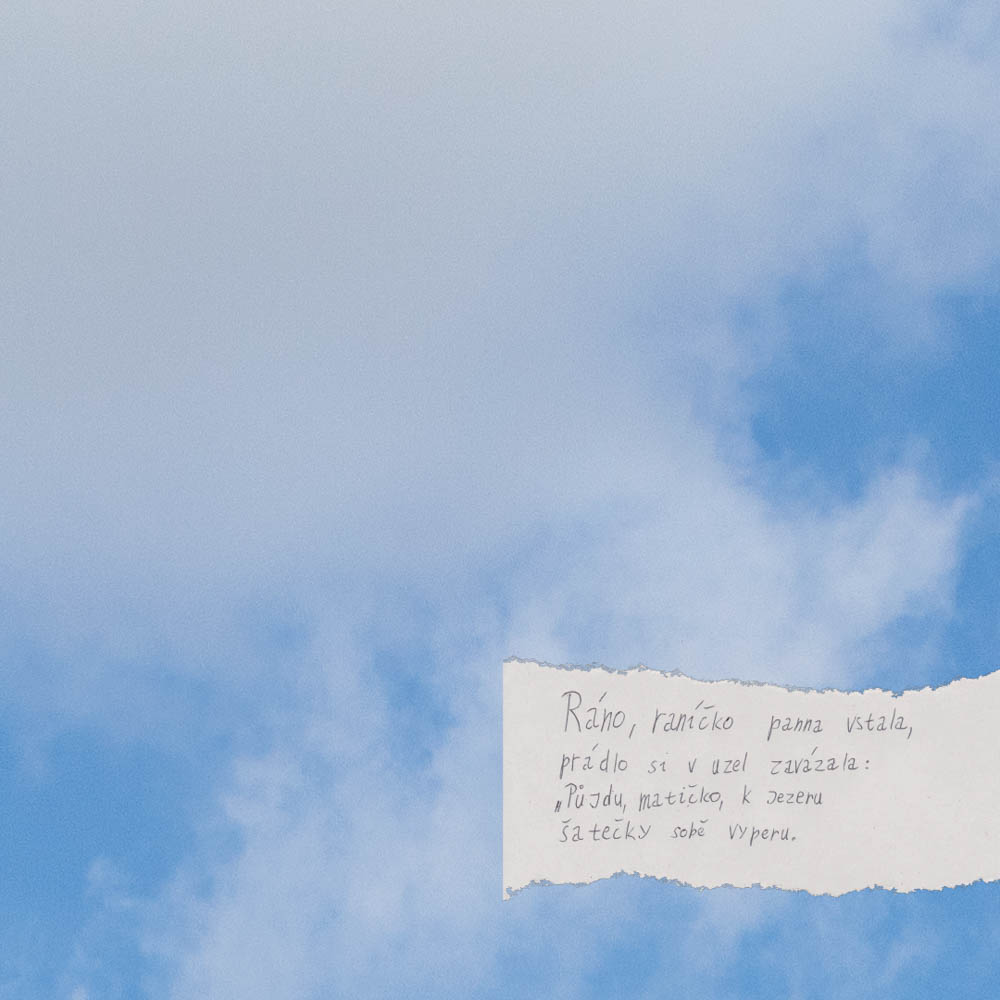 Ráno, raníčko panna vstala,
prádlo si v uzel zavázala:
„Půjdu, matičko, k jezeru
šatečky sobě vyperu.